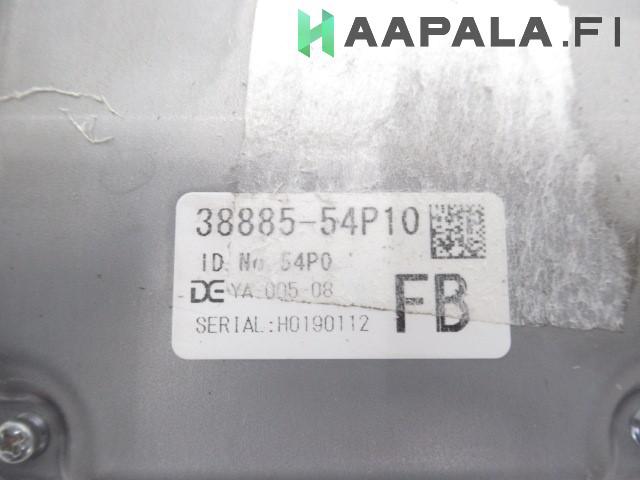 HAAPALA.FI
38885-54P10
ID No. 54P0
DE YA 005-08
FB
SERIAL:H0190112